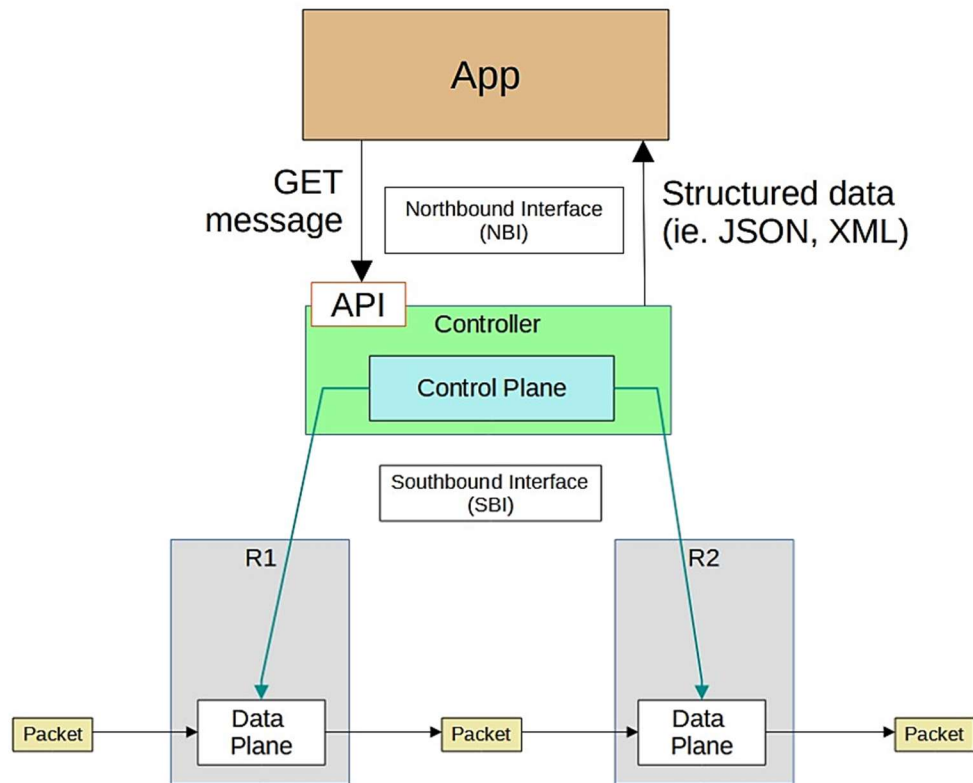 App
GET
message
Northbound Interface
(NBI)
Structured data
(ie. JSON, XML)
API
Controller
Control Plane
Southbound Interface
(SBI)
R1
R2
Packet
Data
Plane
Packet
Data
Plane
Packet